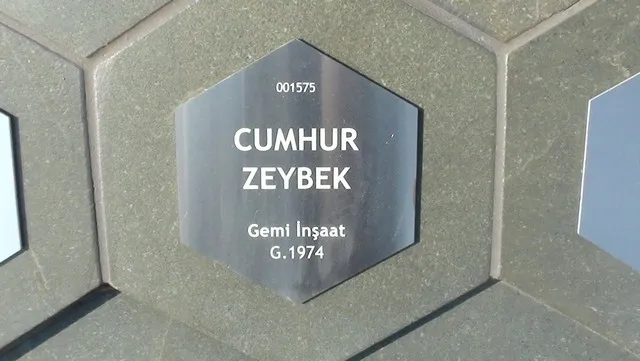 001575
CUMHUR
ZEYBEK
Gemi İnşaat
G.1974